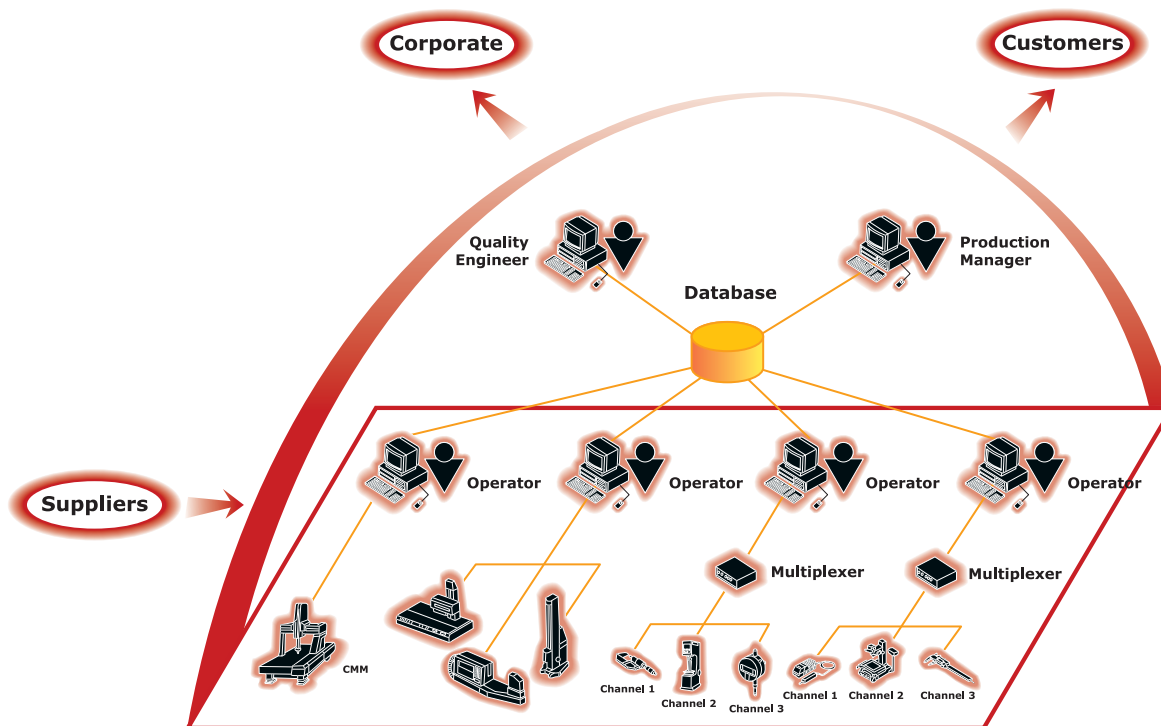 Corporate
Customers
Quality
Engineer
Production
Manager
Database
Suppliers
Operator
Operator
Operator
Operator
Multiplexer
Multiplexer
CMM
Channel 1
Channel 2
Channel 3
Channel 1
Channel 2
Channel 3